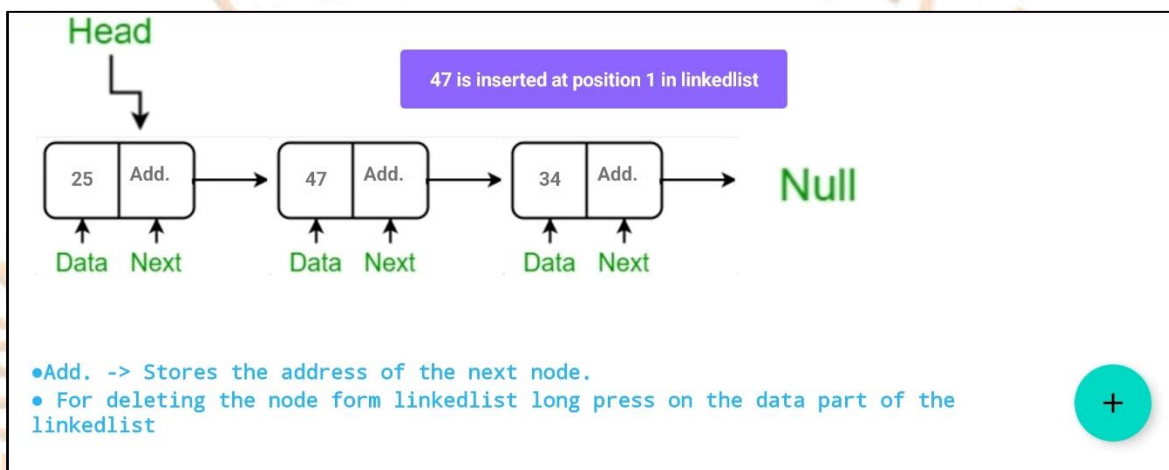 Head
47 is inserted at position 1 in linkedlist
25 Add. 47 Add. 34 Add. Null
Data Next Data Next Data Next
●Add. -> Stores the address of the next node.
● For deleting the node form linkedlist long press on the data part of the
linkedlist
+